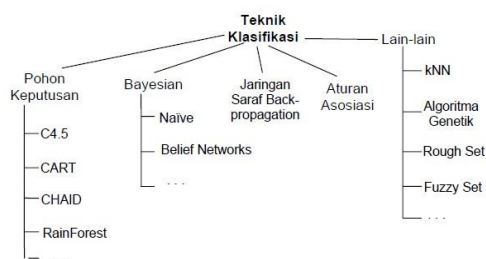 Teknik
Klasifikasi
Pohon
Keputusan
C4.5
CART
CHAID
RainForest
Bayesian
Naïve
Belief Networks
. . .
Jaringan
Saraf Back-
propagation
Aturan
Asosiasi
Lain-lain
kNN
Algoritma
Genetik
Rough Set
Fuzzy Set
. . .